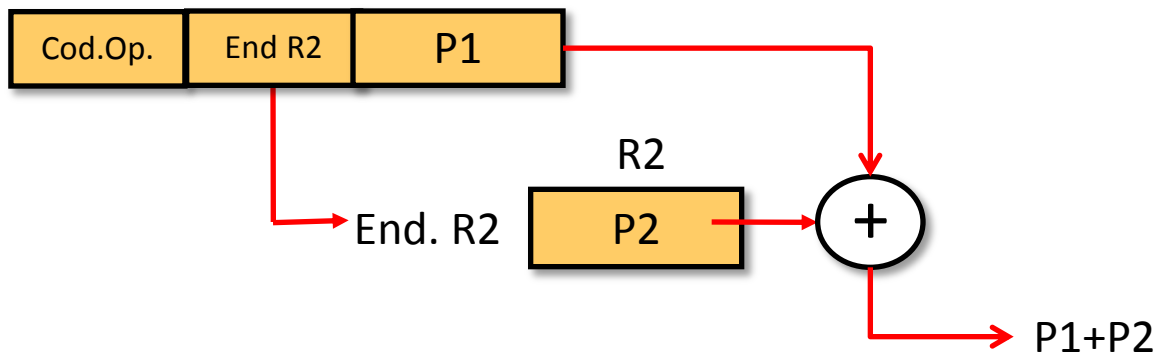 Cod.Op. End R2 P1
R2
End. R2 P2 +
P1+P2